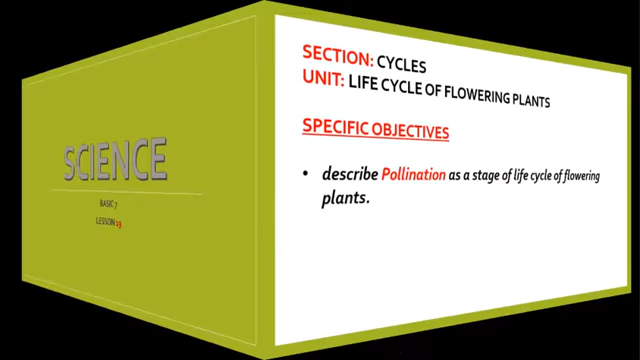 SCIENCE
BASIC 7
LESSON 19
SECTION: CYCLES
UNIT: LIFE CYCLE OF FLOWERING PLANTS
SPECIFIC OBJECTIVES
• describe Pollination as a stage of life cycle of flowering
plants.